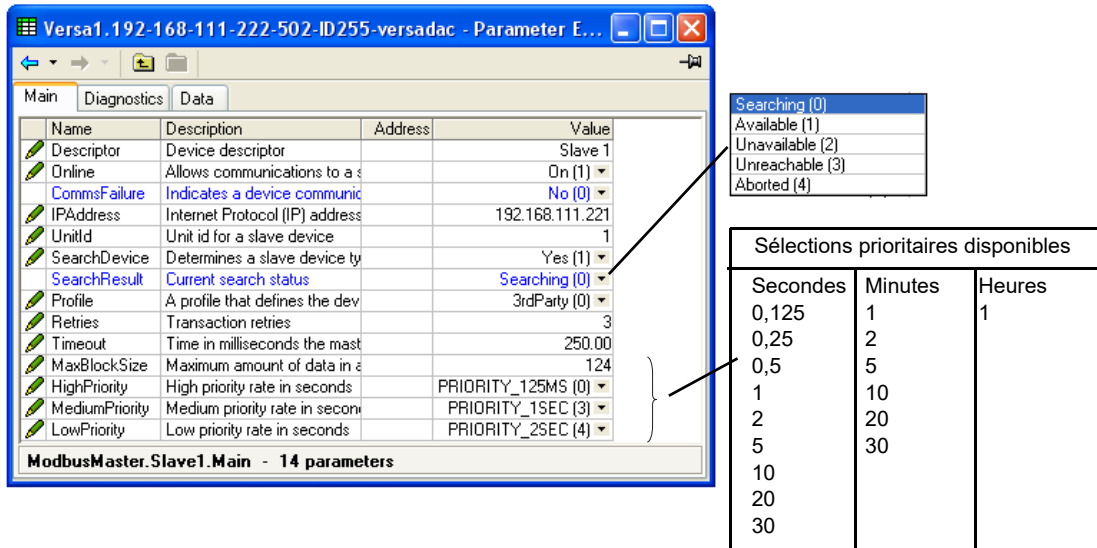 Versa1.192-168-111-222-502-ID255-versadac - Parameter E...
Main Diagnostics Data
Name Description Address Value
Descriptor Device descriptor Slave 1
Online Allows communications to a s On (1)
CommsFailure Indicates a device communic No (0)
IPAddress Internet Protocol (IP) address 192.168.111.221
UnitId Unit id for a slave device 1
SearchDevice Determines a slave device ty Yes (1)
SearchResult Current search status Searching (0)
Profile A profile that defines the dev 3rdParty (0)
Retries Transaction retries 3
Timeout Time in milliseconds the mast 250.00
MaxBlockSize Maximum amount of data in a 124
HighPriority High priority rate in seconds PRIORITY_125MS (0)
MediumPriority Medium priority rate in secon PRIORITY_1SEC (3)
LowPriority Low priority rate in seconds PRIORITY_2SEC (4)
ModbusMaster.Slave1.Main - 14 parameters
Searching (0)
Available (1)
Unavailable (2)
Unreachable (3)
Aborted (4)
Sélections prioritaires disponibles
Secondes Minutes Heures
0,125 1 1
0,25 2
0,5 5
1 10
2 20
5 30
10
20
30